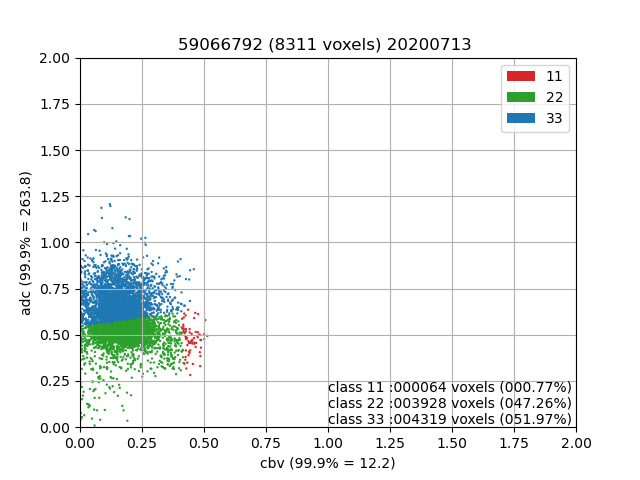 59066792 (8311 voxels) 20200713
2.00
1.75
1.50
1.25
1.00
0.75
0.50
0.25
0.00
adc (99.9% = 263.8)
11
22
33
class 11 :000064 voxels (000.77%)
class 22 :003928 voxels (047.26%)
class 33 :004319 voxels (051.97%)
0.00 0.25 0.50 0.75 1.00 1.25 1.50 1.75 2.00
cbv (99.9% = 12.2)